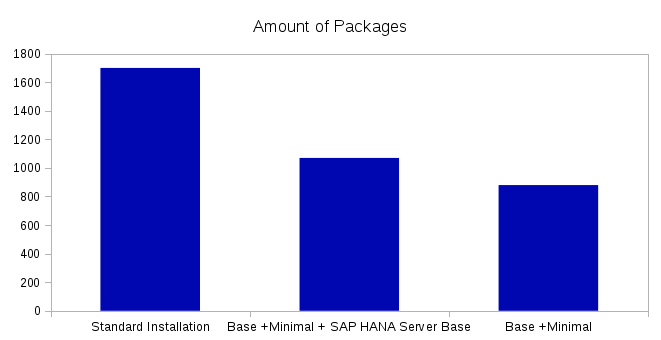 Amount of Packages
1800
1600
1400
1200
1000
800
600
400
200
0
Standard Installation
Base +Minimal + SAP HANA Server Base
Base +Minimal